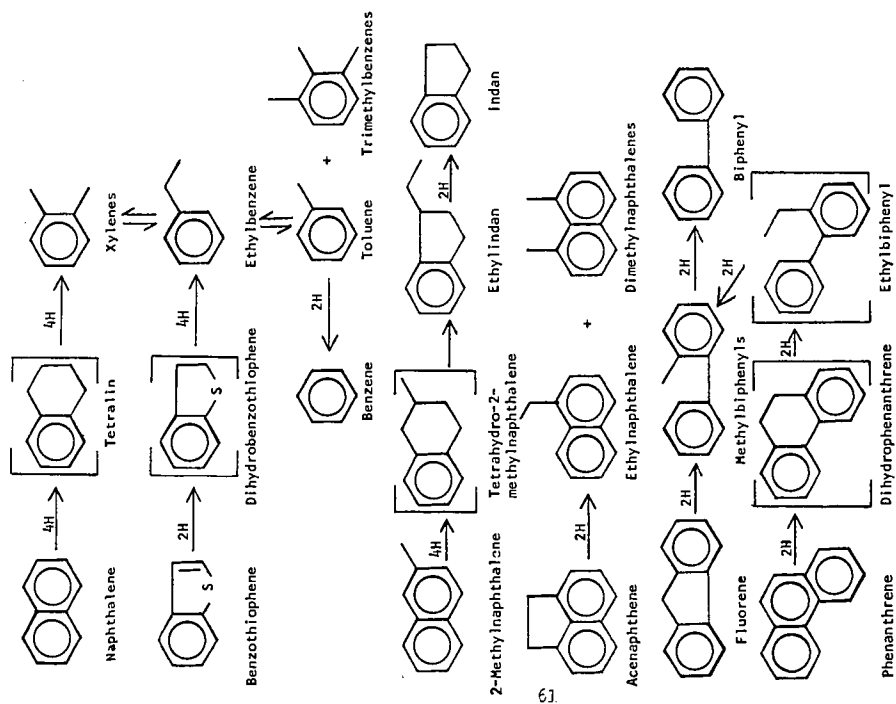 4H
4H
Naphthalene
Tetralin
Xylenes
2H
4H
S
S
Benzothiophene
Dihydrobenzothiophene
Ethylbenzene
2H
+
Benzene
Toluene
Trimethylbenzenes
4H
2H
2-Methylnaphthalene
Tetrahydro-2-
methylnaphthalene
Ethylindan
Indan
2H
+
Acenaphthene
Ethylnaphthalene
Dimethylnaphthalenes
2H
2H
Fluorene
Methylbiphenyls
Biphenyl
2H
2H
2H
Phenanthrene
Dihydrophenanthrene
Ethylbiphenyl
61